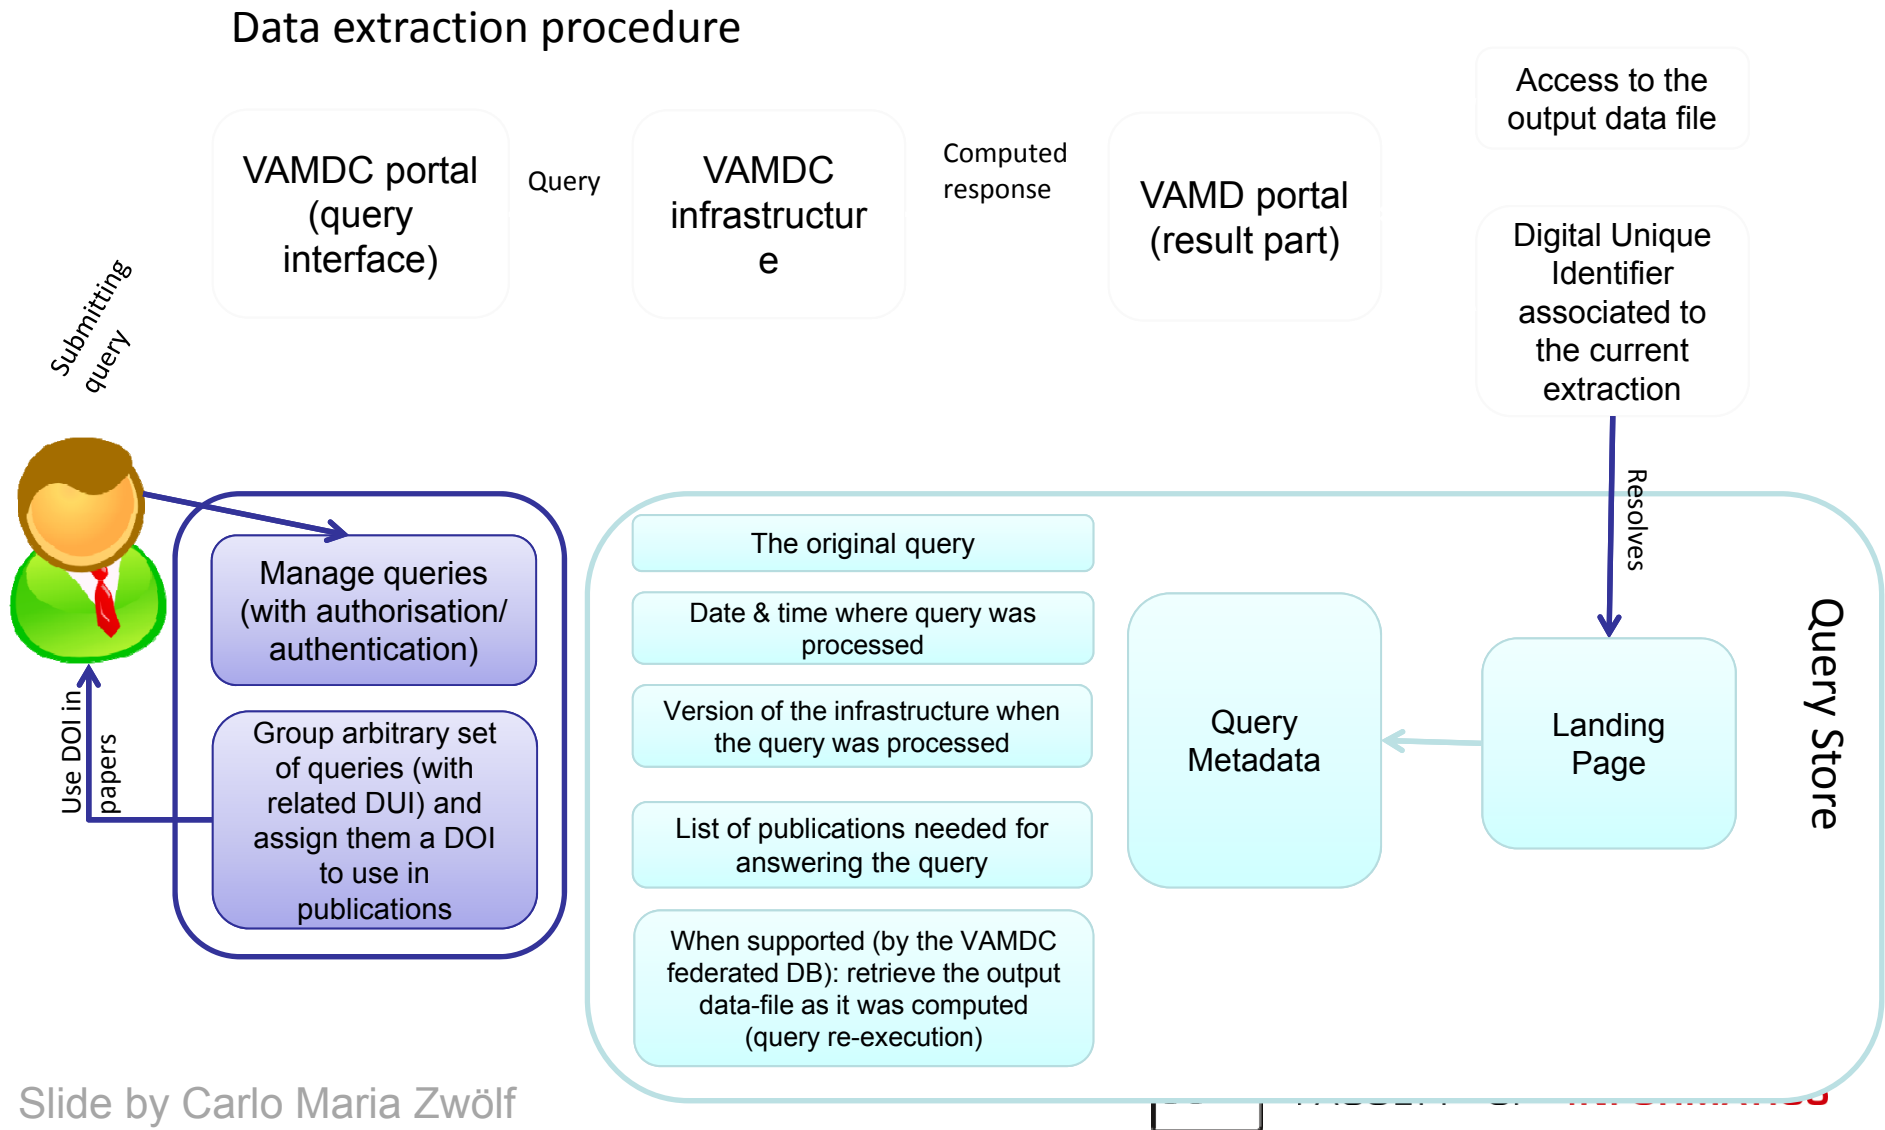 Data extraction procedure
Access to the
output data file
VAMDC portal
(query
interface)
Query
VAMDC
infrastructur
e
Computed
response
VAMD portal
(result part)
Digital Unique
Identifier
associated to
the current
extraction
Submitting
query
Resolves
Manage queries
(with authorisation/
authentication)
Group arbitrary set
of queries (with
related DUI) and
assign them a DOI
to use in
publications
Use DOI in
papers
The original query
Date & time where query was
processed
Version of the infrastructure when
the query was processed
List of publications needed for
answering the query
When supported (by the VAMDC
federated DB): retrieve the output
data-file as it was computed
(query re-execution)
Query
Metadata
Landing
Page
Query Store
Slide by Carlo Maria Zwölf